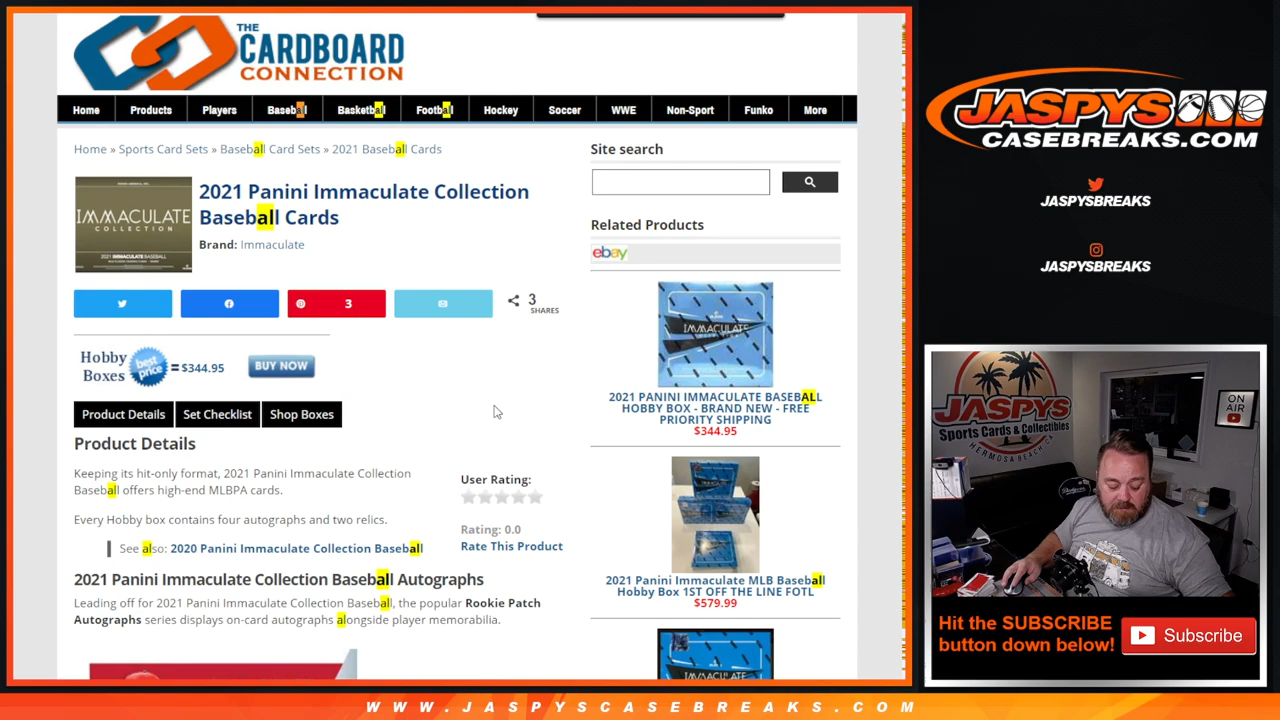 THE
CARDBOARD
CONNECTION
Home Products Players Baseball Basketball Football Hockey Soccer WWE Non-Sport Funko More
Home » Sports Card Sets » Baseball Card Sets » 2021 Baseball Cards
Site search
IMMACULATE
COLLECTION
2021 Panini Immaculate Collection
Baseball Cards
Brand: Immaculate
Related Products
ebay
3
3
SHARES
Hobby
Boxes
best
price
= $344.95
BUY NOW
IMMACULATE
2021 PANINI IMMACULATE BASEBALL
HOBBY BOX - BRAND NEW - FREE
PRIORITY SHIPPING
$344.95
Product Details Set Checklist Shop Boxes
Product Details
Keeping its hit-only format, 2021 Panini Immaculate Collection
Baseball offers high-end MLBPA cards.
User Rating:
Every Hobby box contains four autographs and two relics.
Rating: 0.0
Rate This Product
See also: 2020 Panini Immaculate Collection Baseball
2021 Panini Immaculate Collection Baseball Autographs
Leading off for 2021 Panini Immaculate Collection Baseball, the popular Rookie Patch
Autographs series displays on-card autographs alongside player memorabilia.
2021 Panini Immaculate MLB Baseball
Hobby Box 1ST OFF THE LINE FOTL
$579.99
JASPYS
CASEBREAKS.COM
JASPYSBREAKS
JASPYSBREAKS
JASPYS
Sports Cards & Collectibles
HERMOSA BEACH CA
ON
AIR
Hit the SUBSCRIBE
button down below!
Subscribe
WWW.JASPYSCASEBREAKS.COM